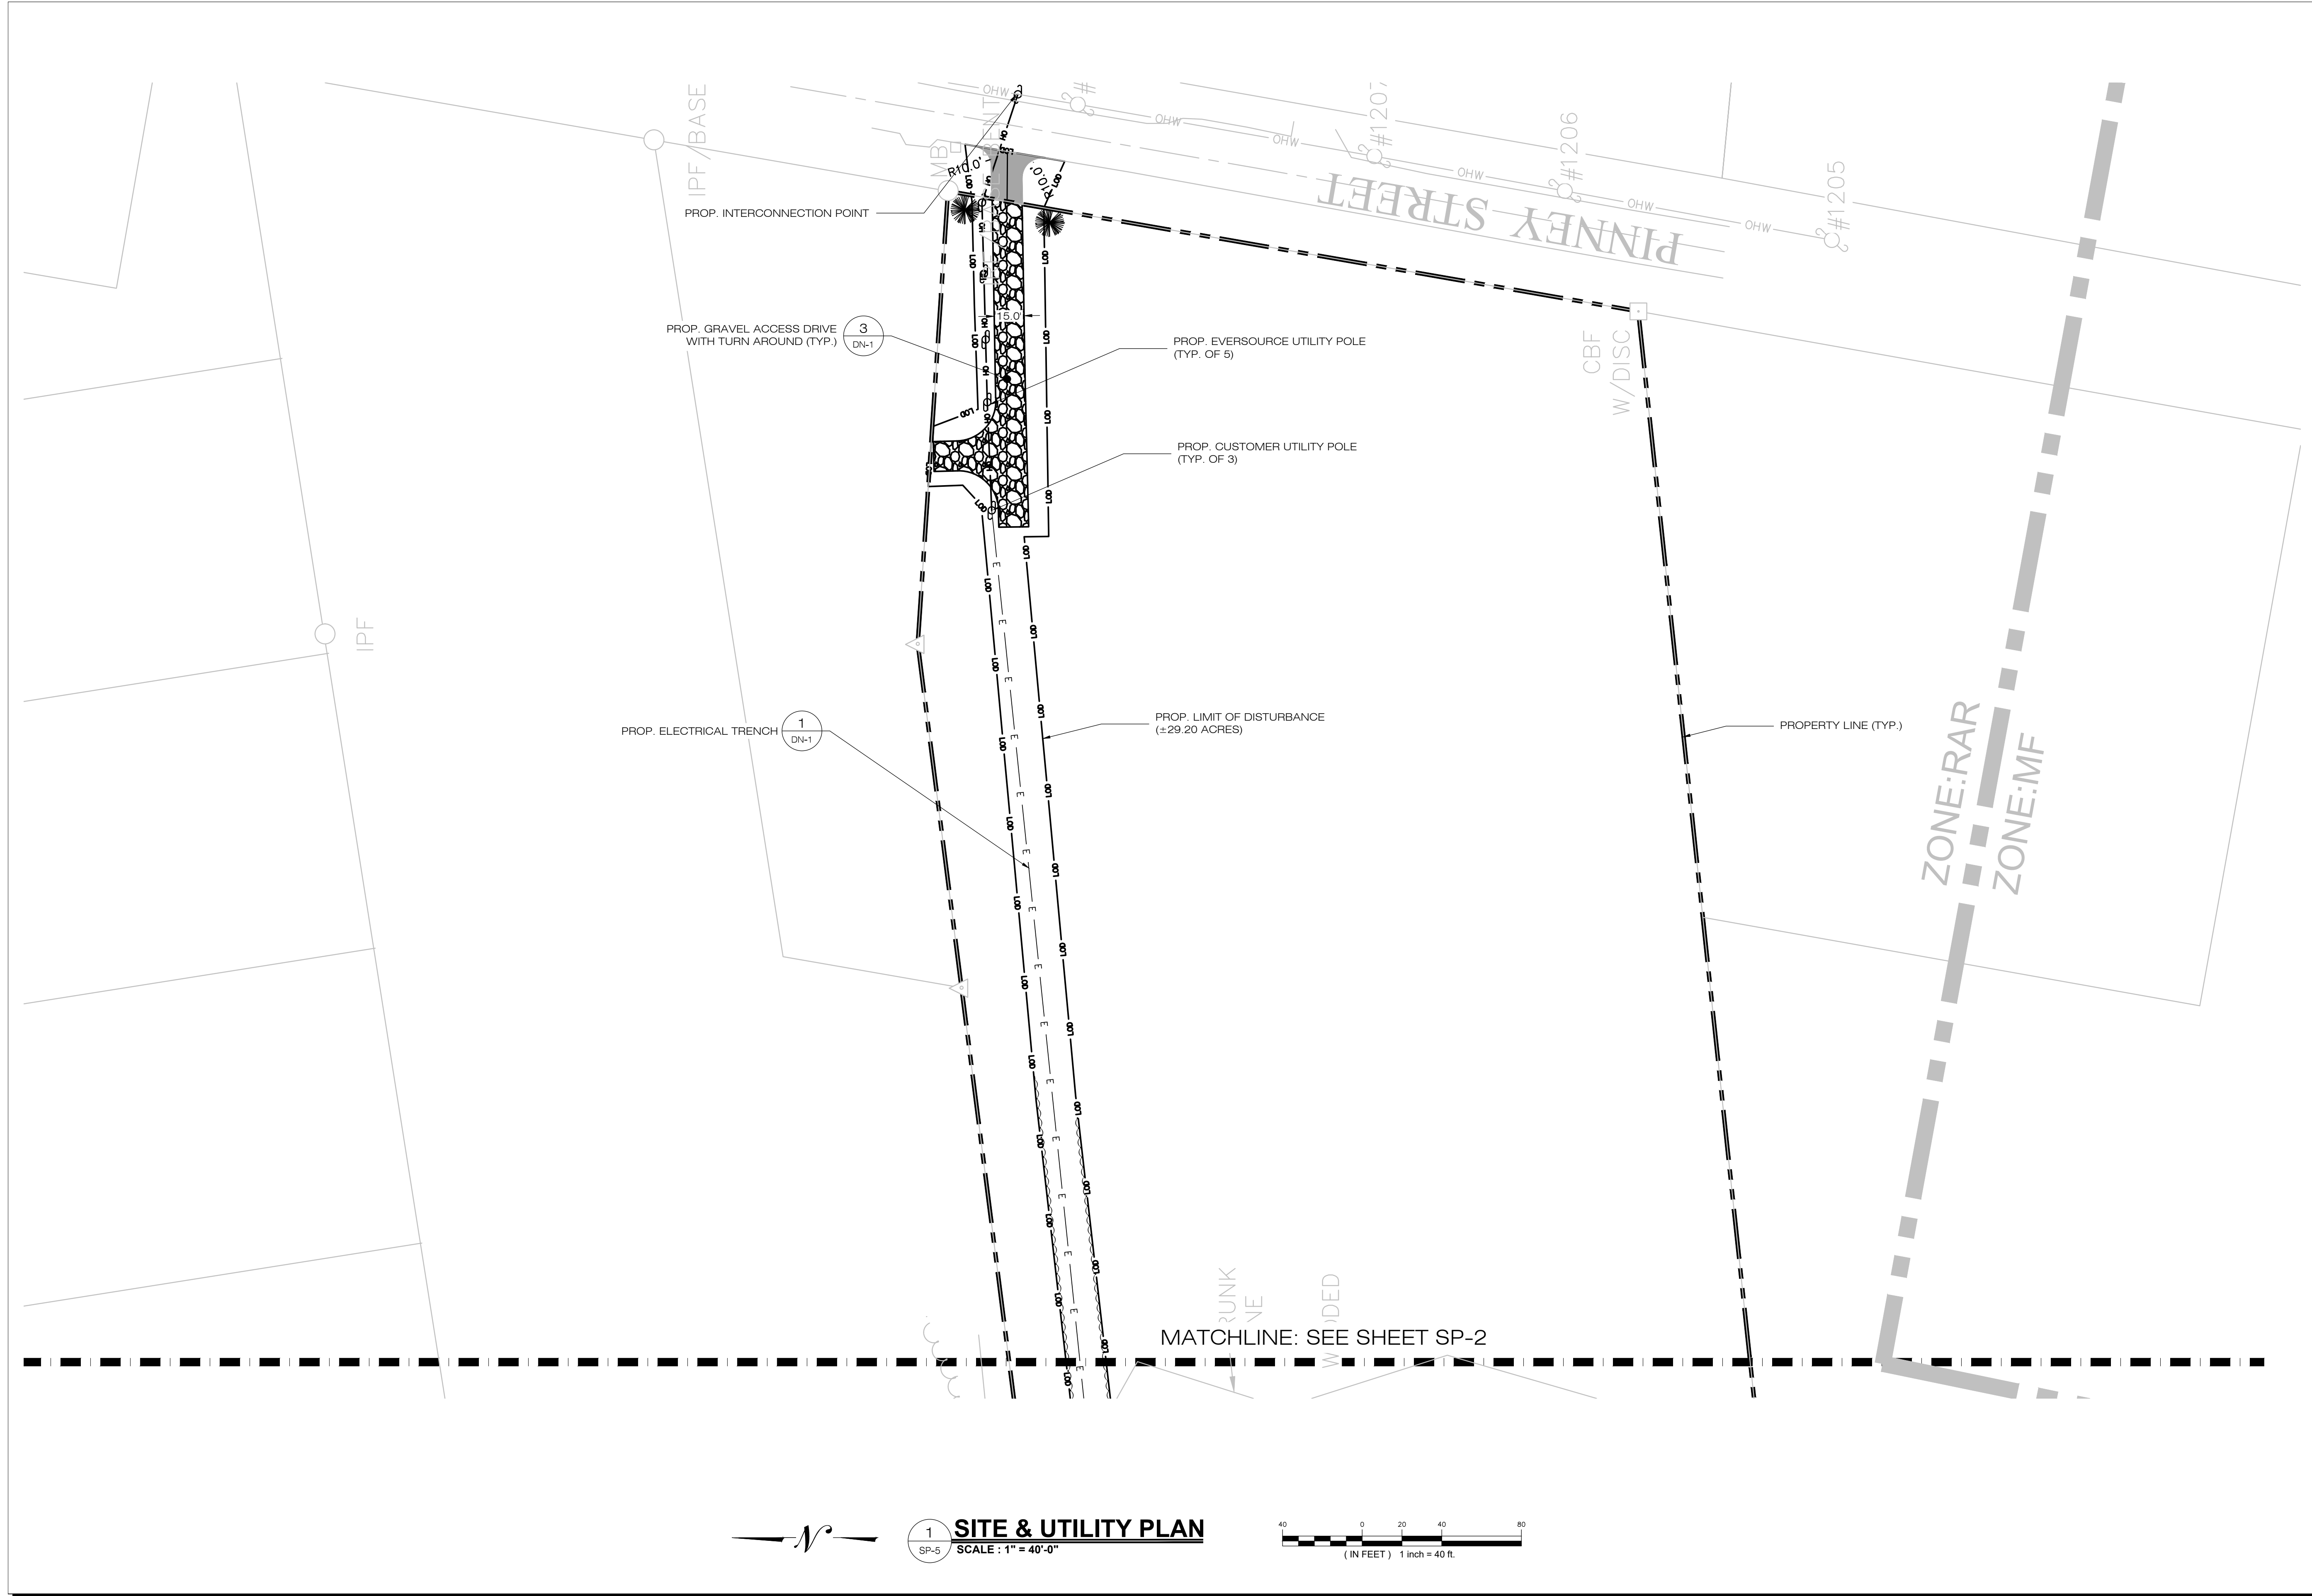 IPF/BASE
MB
OHW
#
#1207
#1206
#1205
OHW
OHW
OHW
OHW
OHW
PINNEY STREET
R10.0'
R10.0'
OH
LOD
PROP. INTERCONNECTION POINT
15.0'
PROP. GRAVEL ACCESS DRIVE
WITH TURN AROUND (TYP.)
3
DN-1
PROP. EVERSOURCE UTILITY POLE
(TYP. OF 5)
CBF
W/DISC
PROP. CUSTOMER UTILITY POLE
(TYP. OF 3)
IPF
E
PROP. ELECTRICAL TRENCH
1
DN-1
PROP. LIMIT OF DISTURBANCE
(±29.20 ACRES)
PROPERTY LINE (TYP.)
ZONE:RAR
ZONE:MF
MATCHLINE: SEE SHEET SP-2
N
1
SP-5
SITE & UTILITY PLAN
SCALE : 1" = 40'-0"
40 0 20 40 80
( IN FEET ) 1 inch = 40 ft.